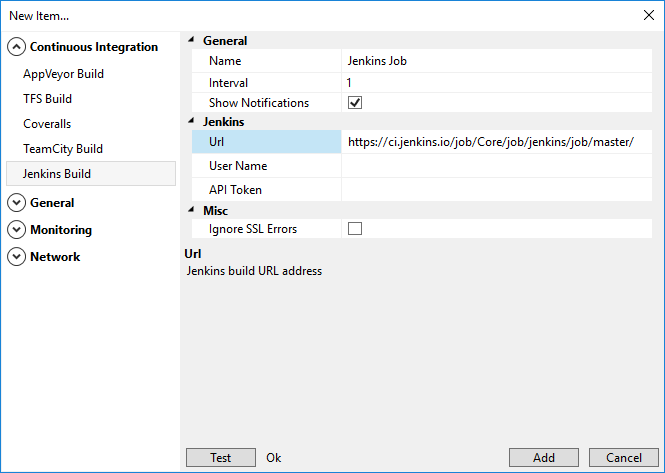 New Item...
Continuous Integration
AppVeyor Build
TFS Build
Coveralls
TeamCity Build
Jenkins Build
General
Monitoring
Network
General
Name Jenkins Job
Interval 1
Show Notifications
Jenkins
Url https://ci.jenkins.io/job/Core/job/jenkins/job/master/
User Name
API Token
Misc
Ignore SSL Errors
Url
Jenkins build URL address
Test Ok Add Cancel